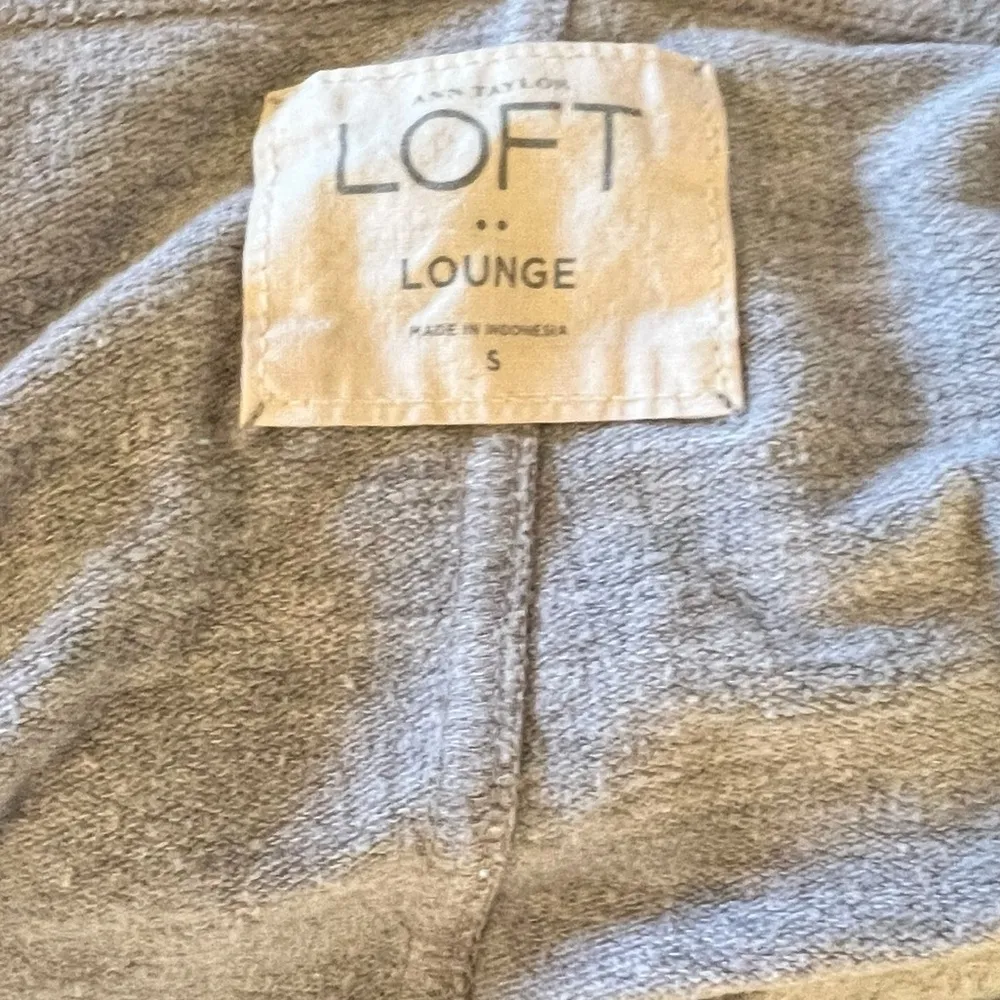 ANN TAYLOR
LOFT
LOUNGE
MADE IN INDONESIA
S